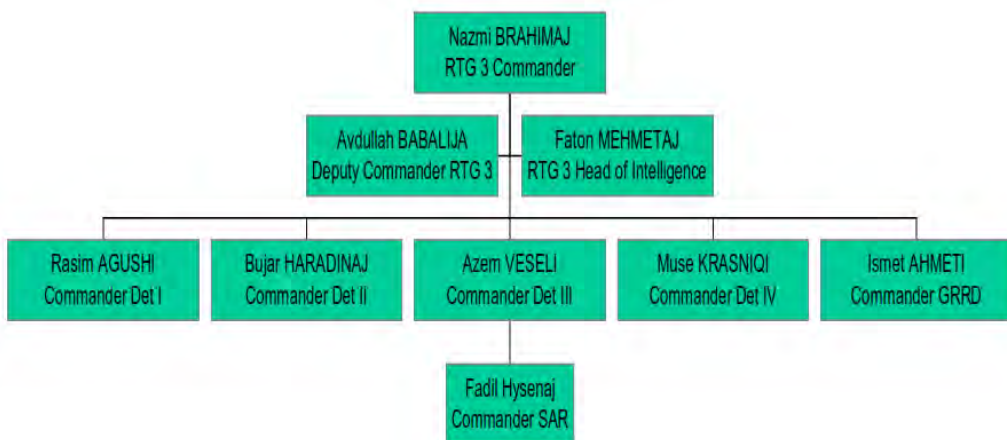 Nazmi BRAHIMAJ
RTG 3 Commander
Avdullah BABALIJA
Deputy Commander RTG 3
Faton MEHMETAJ
RTG 3 Head of Intelligence
Rasim AGUSHI
Commander Det I
Bujar HARADINAJ
Commander Det II
Azem VESELI
Commander Det III
Muse KRASNIQI
Commander Det IV
Ismet AHMETI
Commander GRRD
Fadil Hysenaj
Commander SAR